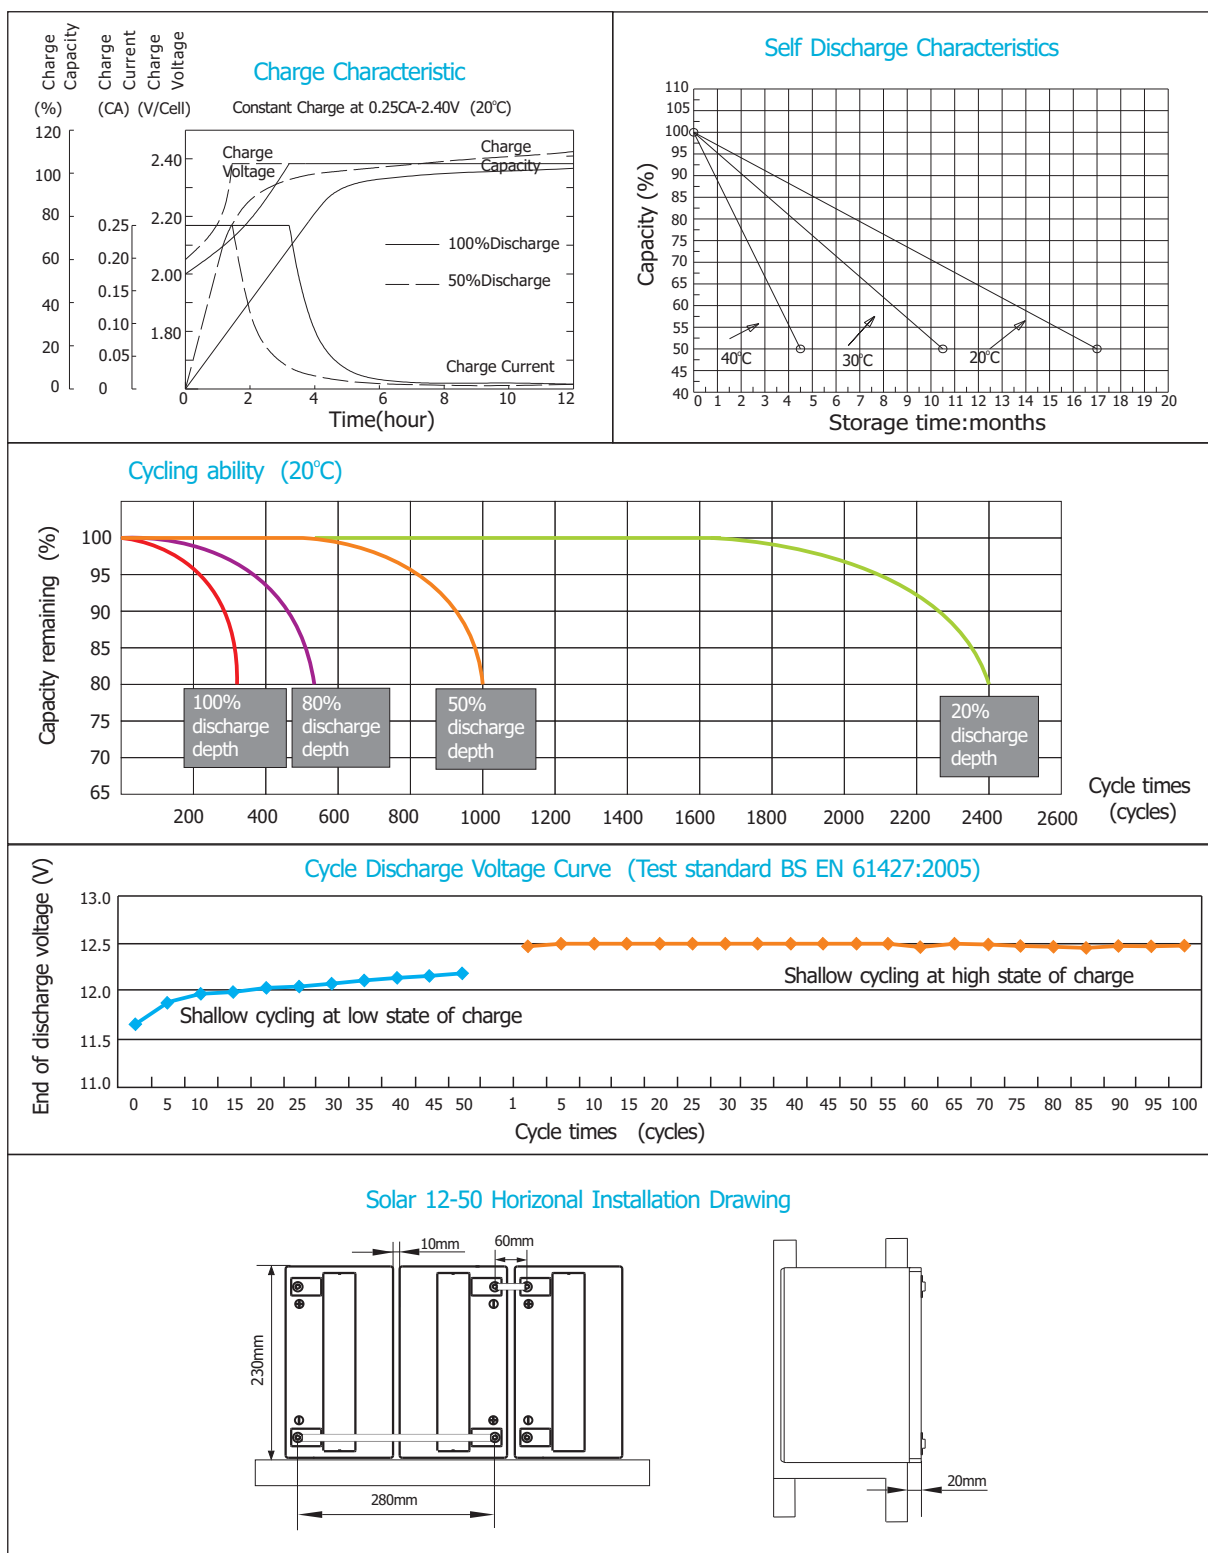 Charge Capacity
Charge Current
Charge Voltage
(%)
(CA)
(V/Cell)
Charge Characteristic
Constant Charge at 0.25CA-2.40V (20°C)
120
100
80
60
40
20
0
0.25
0.20
0.15
0.10
0.05
0
2.40
2.20
2.00
1.80
Charge
Voltage
Charge
Capacity
100%Discharge
50%Discharge
Charge Current
0 2 4 6 8 10 12
Time(hour)
Self Discharge Characteristics
Capacity (%)
110
105
100
95
90
85
80
75
70
65
60
55
50
45
40
40°C
30°C
20°C
0 1 2 3 4 5 6 7 8 9 10 11 12 13 14 15 16 17 18 19 20
Storage time:months
Cycling ability (20°C)
Capacity remaining (%)
100
95
90
85
80
75
70
65
100%
discharge
depth
80%
discharge
depth
50%
discharge
depth
20%
discharge
depth
200 400 600 800 1000 1200 1400 1600 1800 2000 2200 2400 2600
Cycle times
(cycles)
Cycle Discharge Voltage Curve (Test standard BS EN 61427:2005)
End of discharge voltage (V)
13.0
12.5
12.0
11.5
11.0
Shallow cycling at low state of charge
Shallow cycling at high state of charge
0 5 10 15 20 25 30 35 40 45 50 1 5 10 15 20 25 30 35 40 45 50 55 60 65 70 75 80 85 90 95 100
Cycle times (cycles)
Solar 12-50 Horizonal Installation Drawing
10mm
60mm
230mm
280mm
20mm